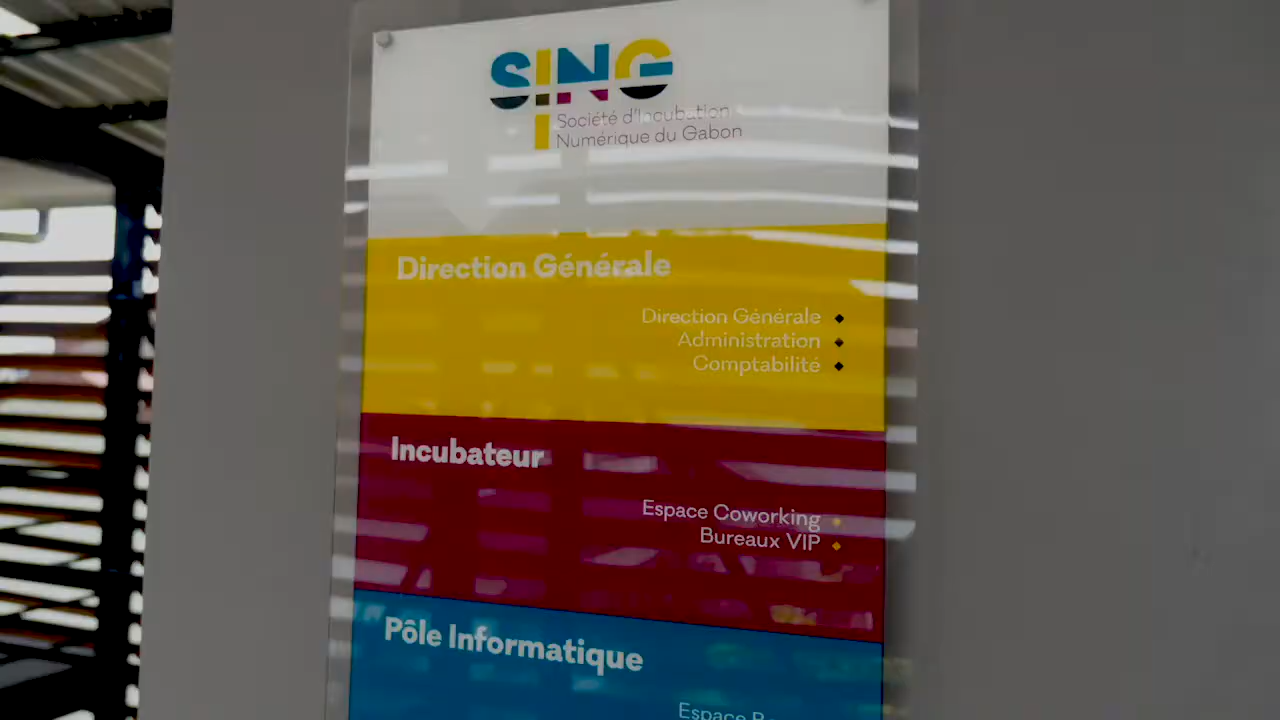 SING
Société d'Incubation
Numérique du Gabon
Direction Générale
Direction Générale
Administration
Comptabilité
Incubateur
Espace Coworking
Bureaux VIP
Pôle Informatique
Espace